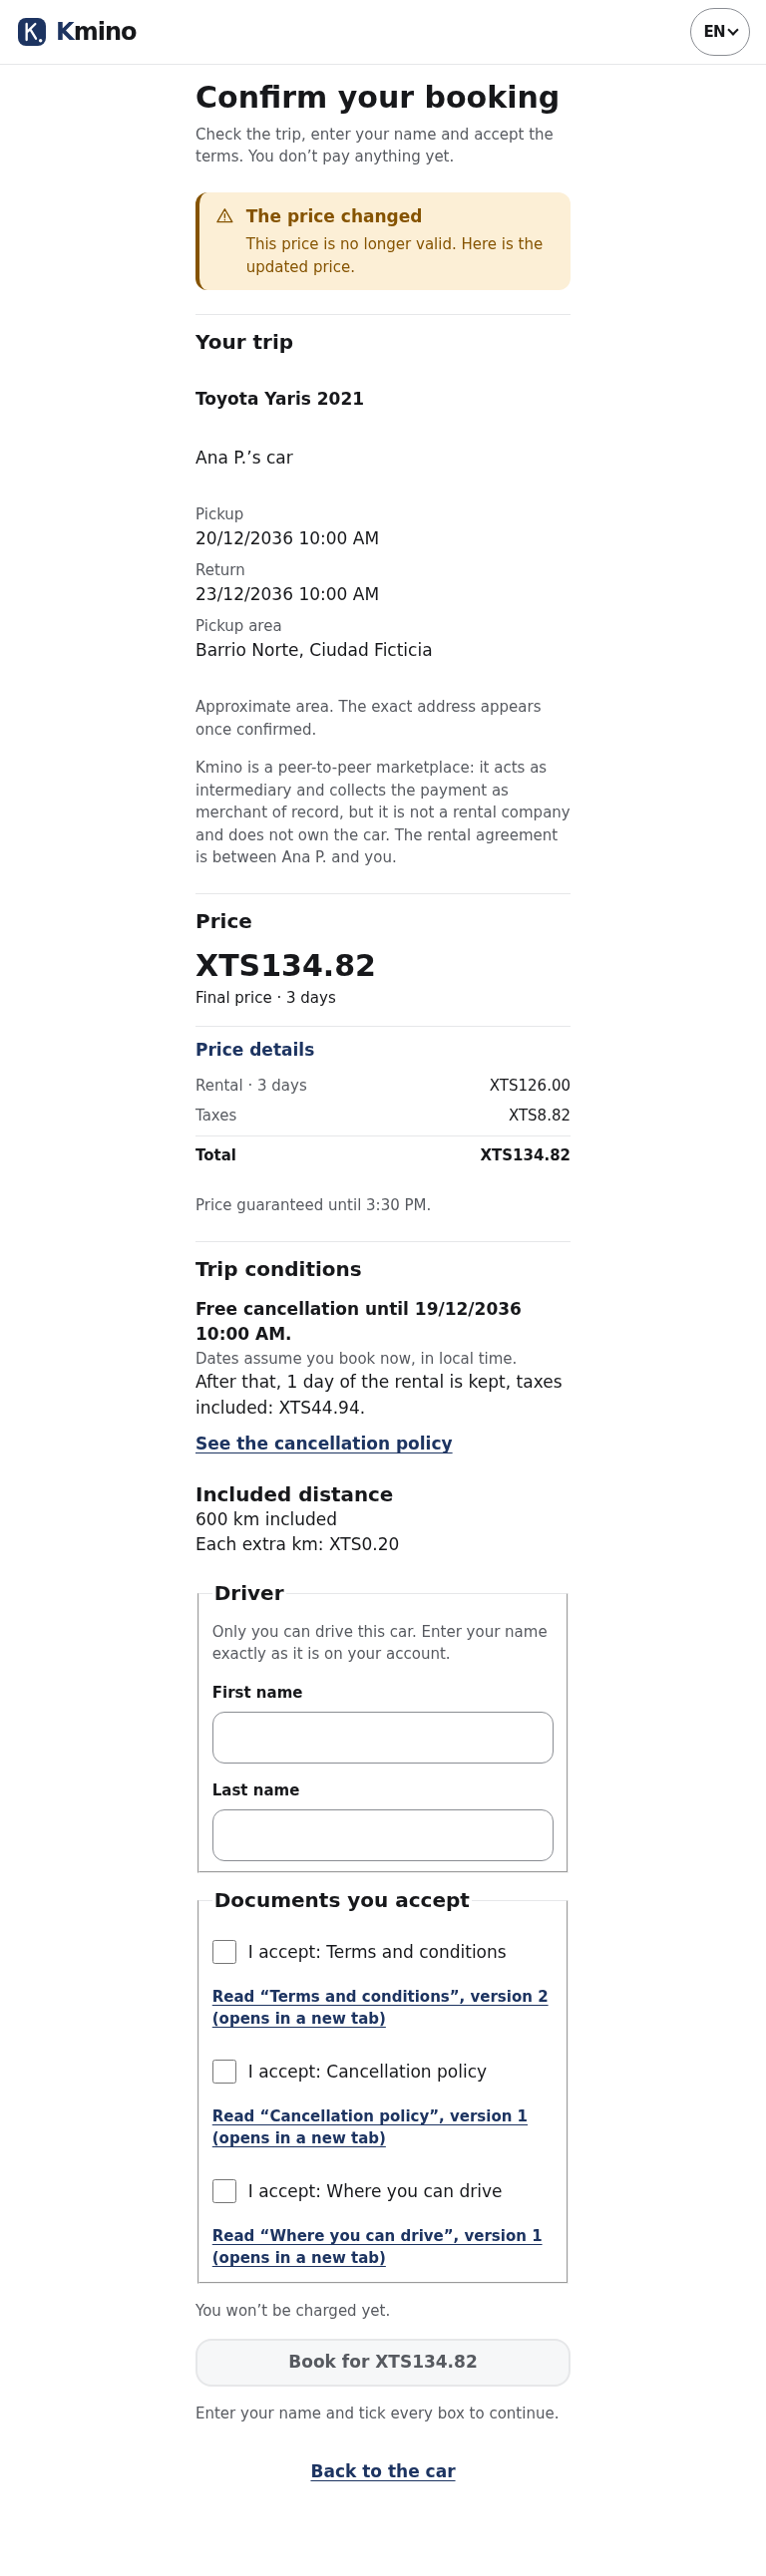 Kmino
EN
Confirm your booking
Check the trip, enter your name and accept the
terms. You don’t pay anything yet.
The price changed
This price is no longer valid. Here is the
updated price.
Your trip
Toyota Yaris 2021
Ana P.’s car
Pickup
20/12/2036 10:00 AM
Return
23/12/2036 10:00 AM
Pickup area
Barrio Norte, Ciudad Ficticia
Approximate area. The exact address appears
once confirmed.
Kmino is a peer-to-peer marketplace: it acts as
intermediary and collects the payment as
merchant of record, but it is not a rental company
and does not own the car. The rental agreement
is between Ana P. and you.
Price
XTS134.82
Final price · 3 days
Price details
Rental · 3 days XTS126.00
Taxes XTS8.82
Total XTS134.82
Price guaranteed until 3:30 PM.
Trip conditions
Free cancellation until 19/12/2036
10:00 AM.
Dates assume you book now, in local time.
After that, 1 day of the rental is kept, taxes
included: XTS44.94.
See the cancellation policy
Included distance
600 km included
Each extra km: XTS0.20
Driver
Only you can drive this car. Enter your name
exactly as it is on your account.
First name
Last name
Documents you accept
I accept: Terms and conditions
Read “Terms and conditions”, version 2
(opens in a new tab)
I accept: Cancellation policy
Read “Cancellation policy”, version 1
(opens in a new tab)
I accept: Where you can drive
Read “Where you can drive”, version 1
(opens in a new tab)
You won’t be charged yet.
Book for XTS134.82
Enter your name and tick every box to continue.
Back to the car